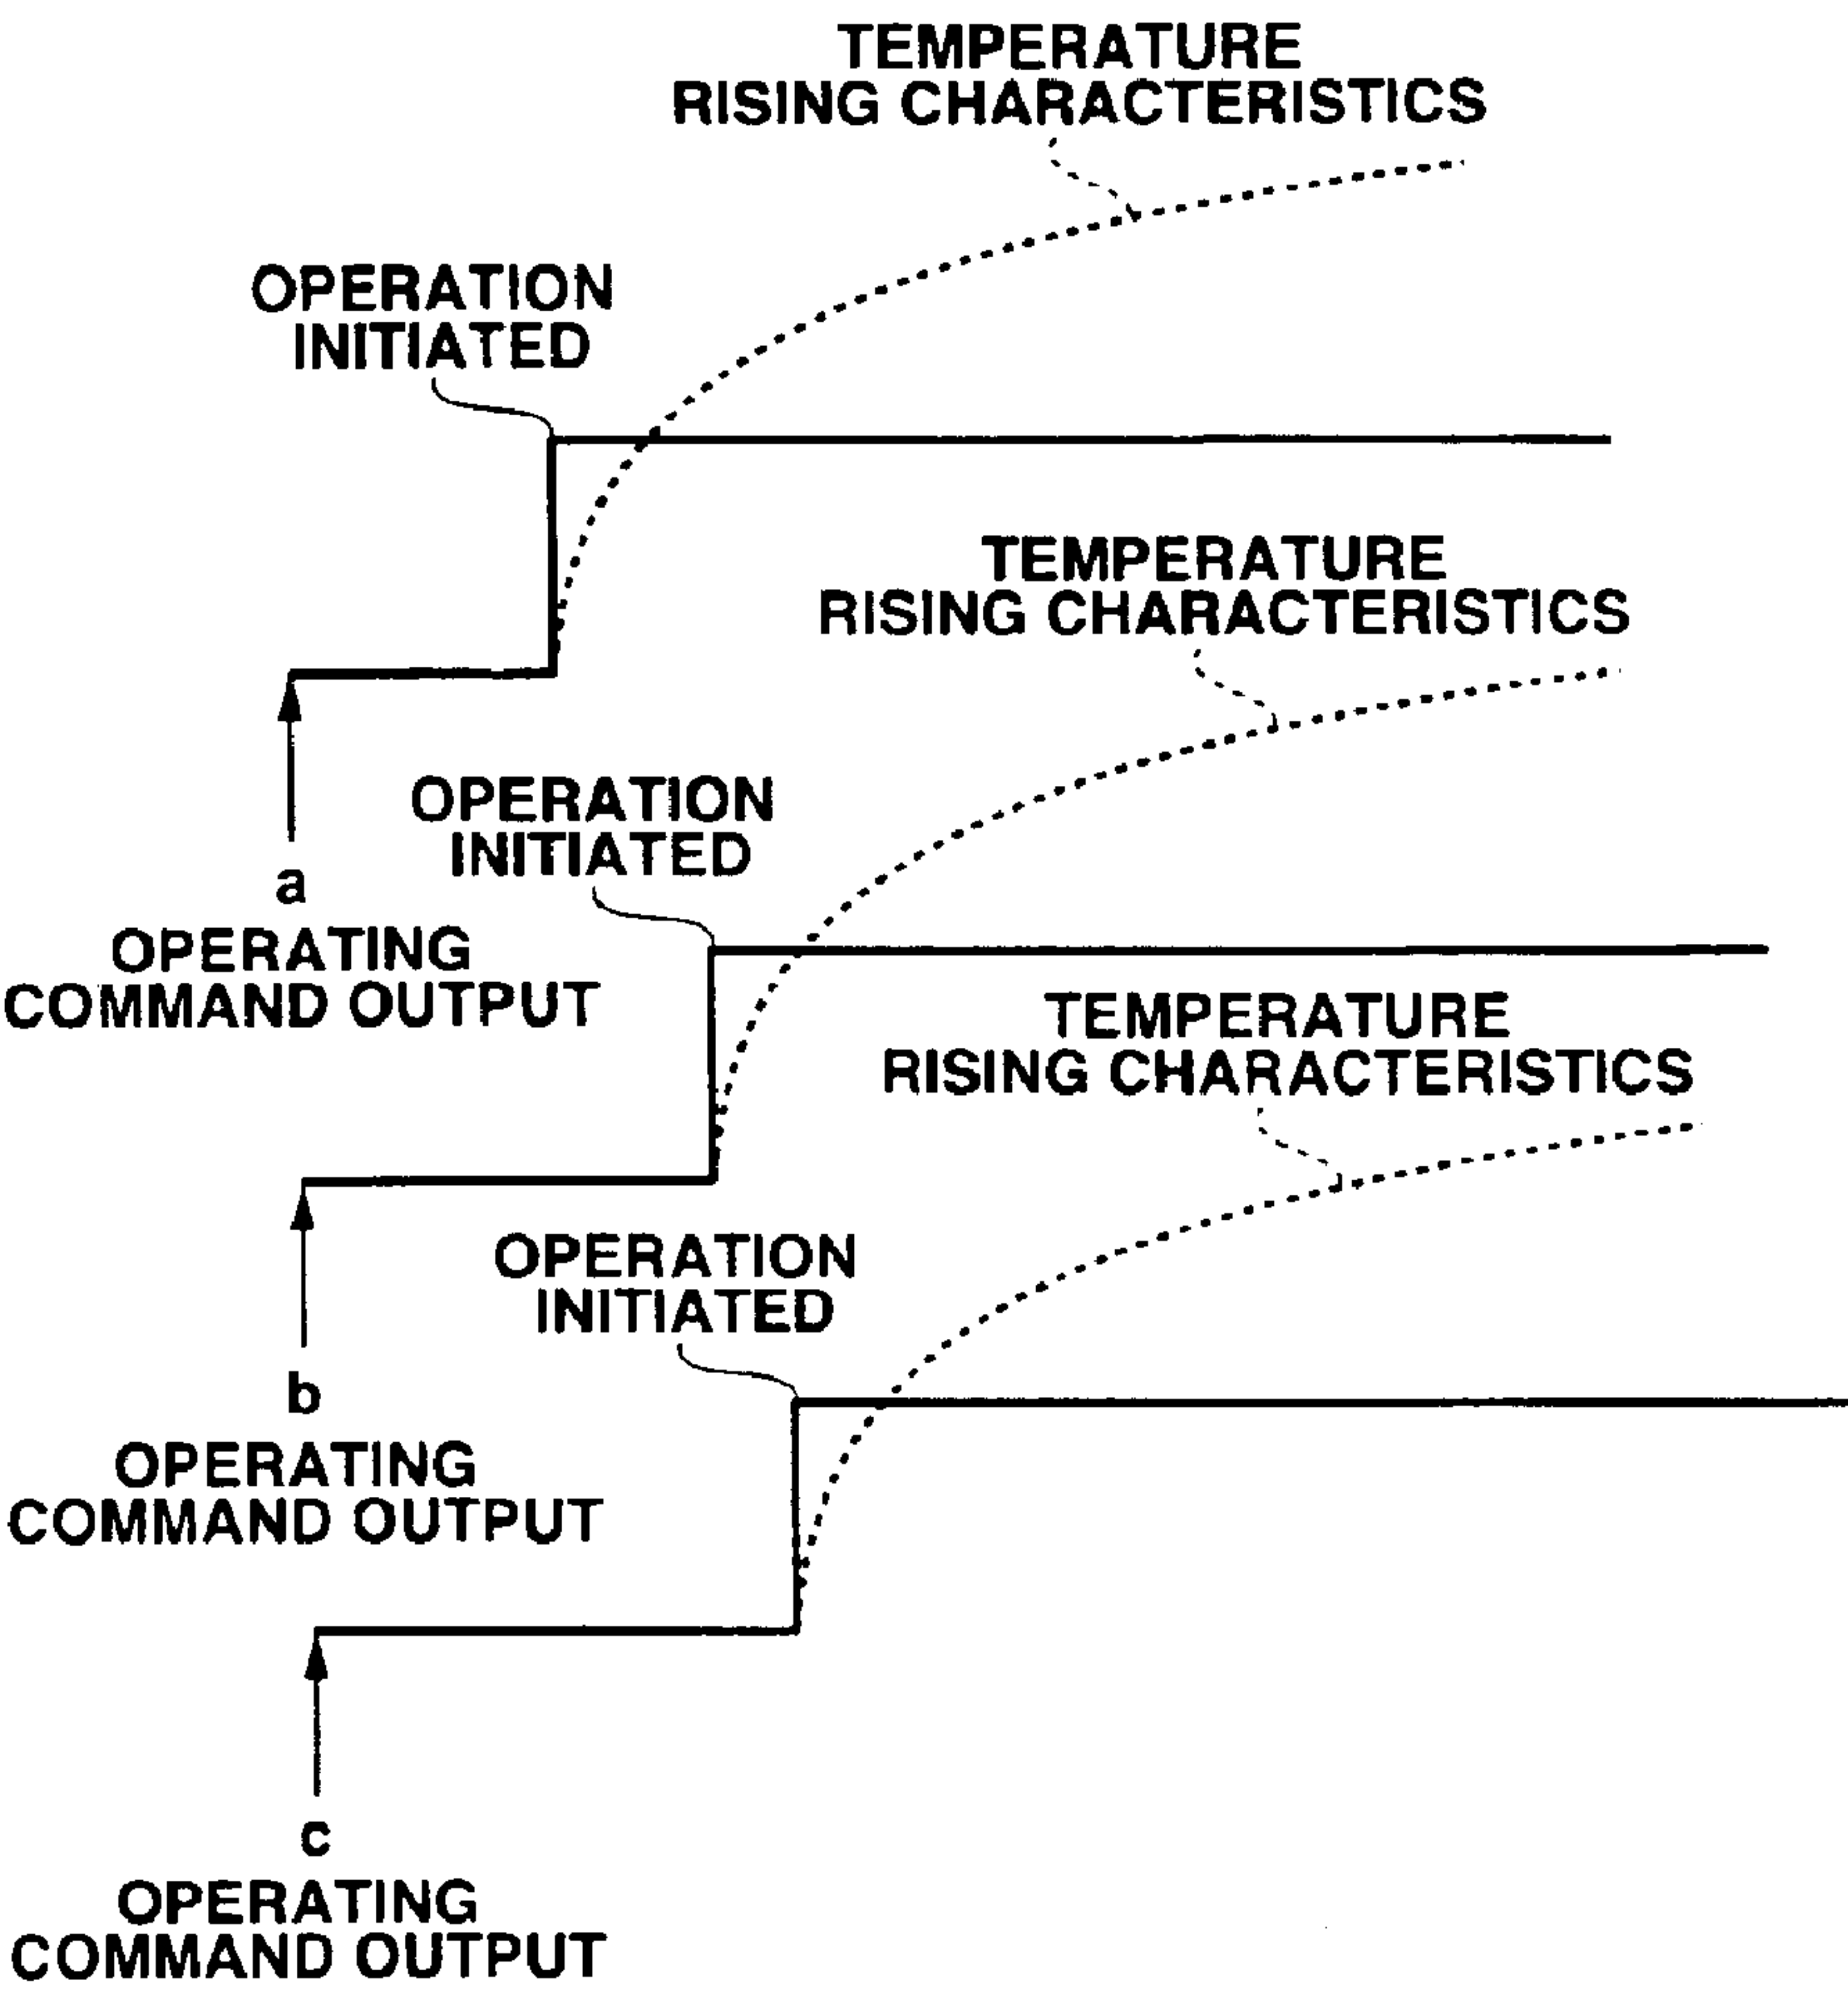 TEMPERATURE
RISING CHARACTERISTICS
OPERATION
INITIATED
TEMPERATURE
RISING CHARACTERISTICS
OPERATION
INITIATED
a
OPERATING
COMMAND OUTPUT
TEMPERATURE
RISING CHARACTERISTICS
OPERATION
INITIATED
b
OPERATING
COMMAND OUTPUT
c
OPERATING
COMMAND OUTPUT